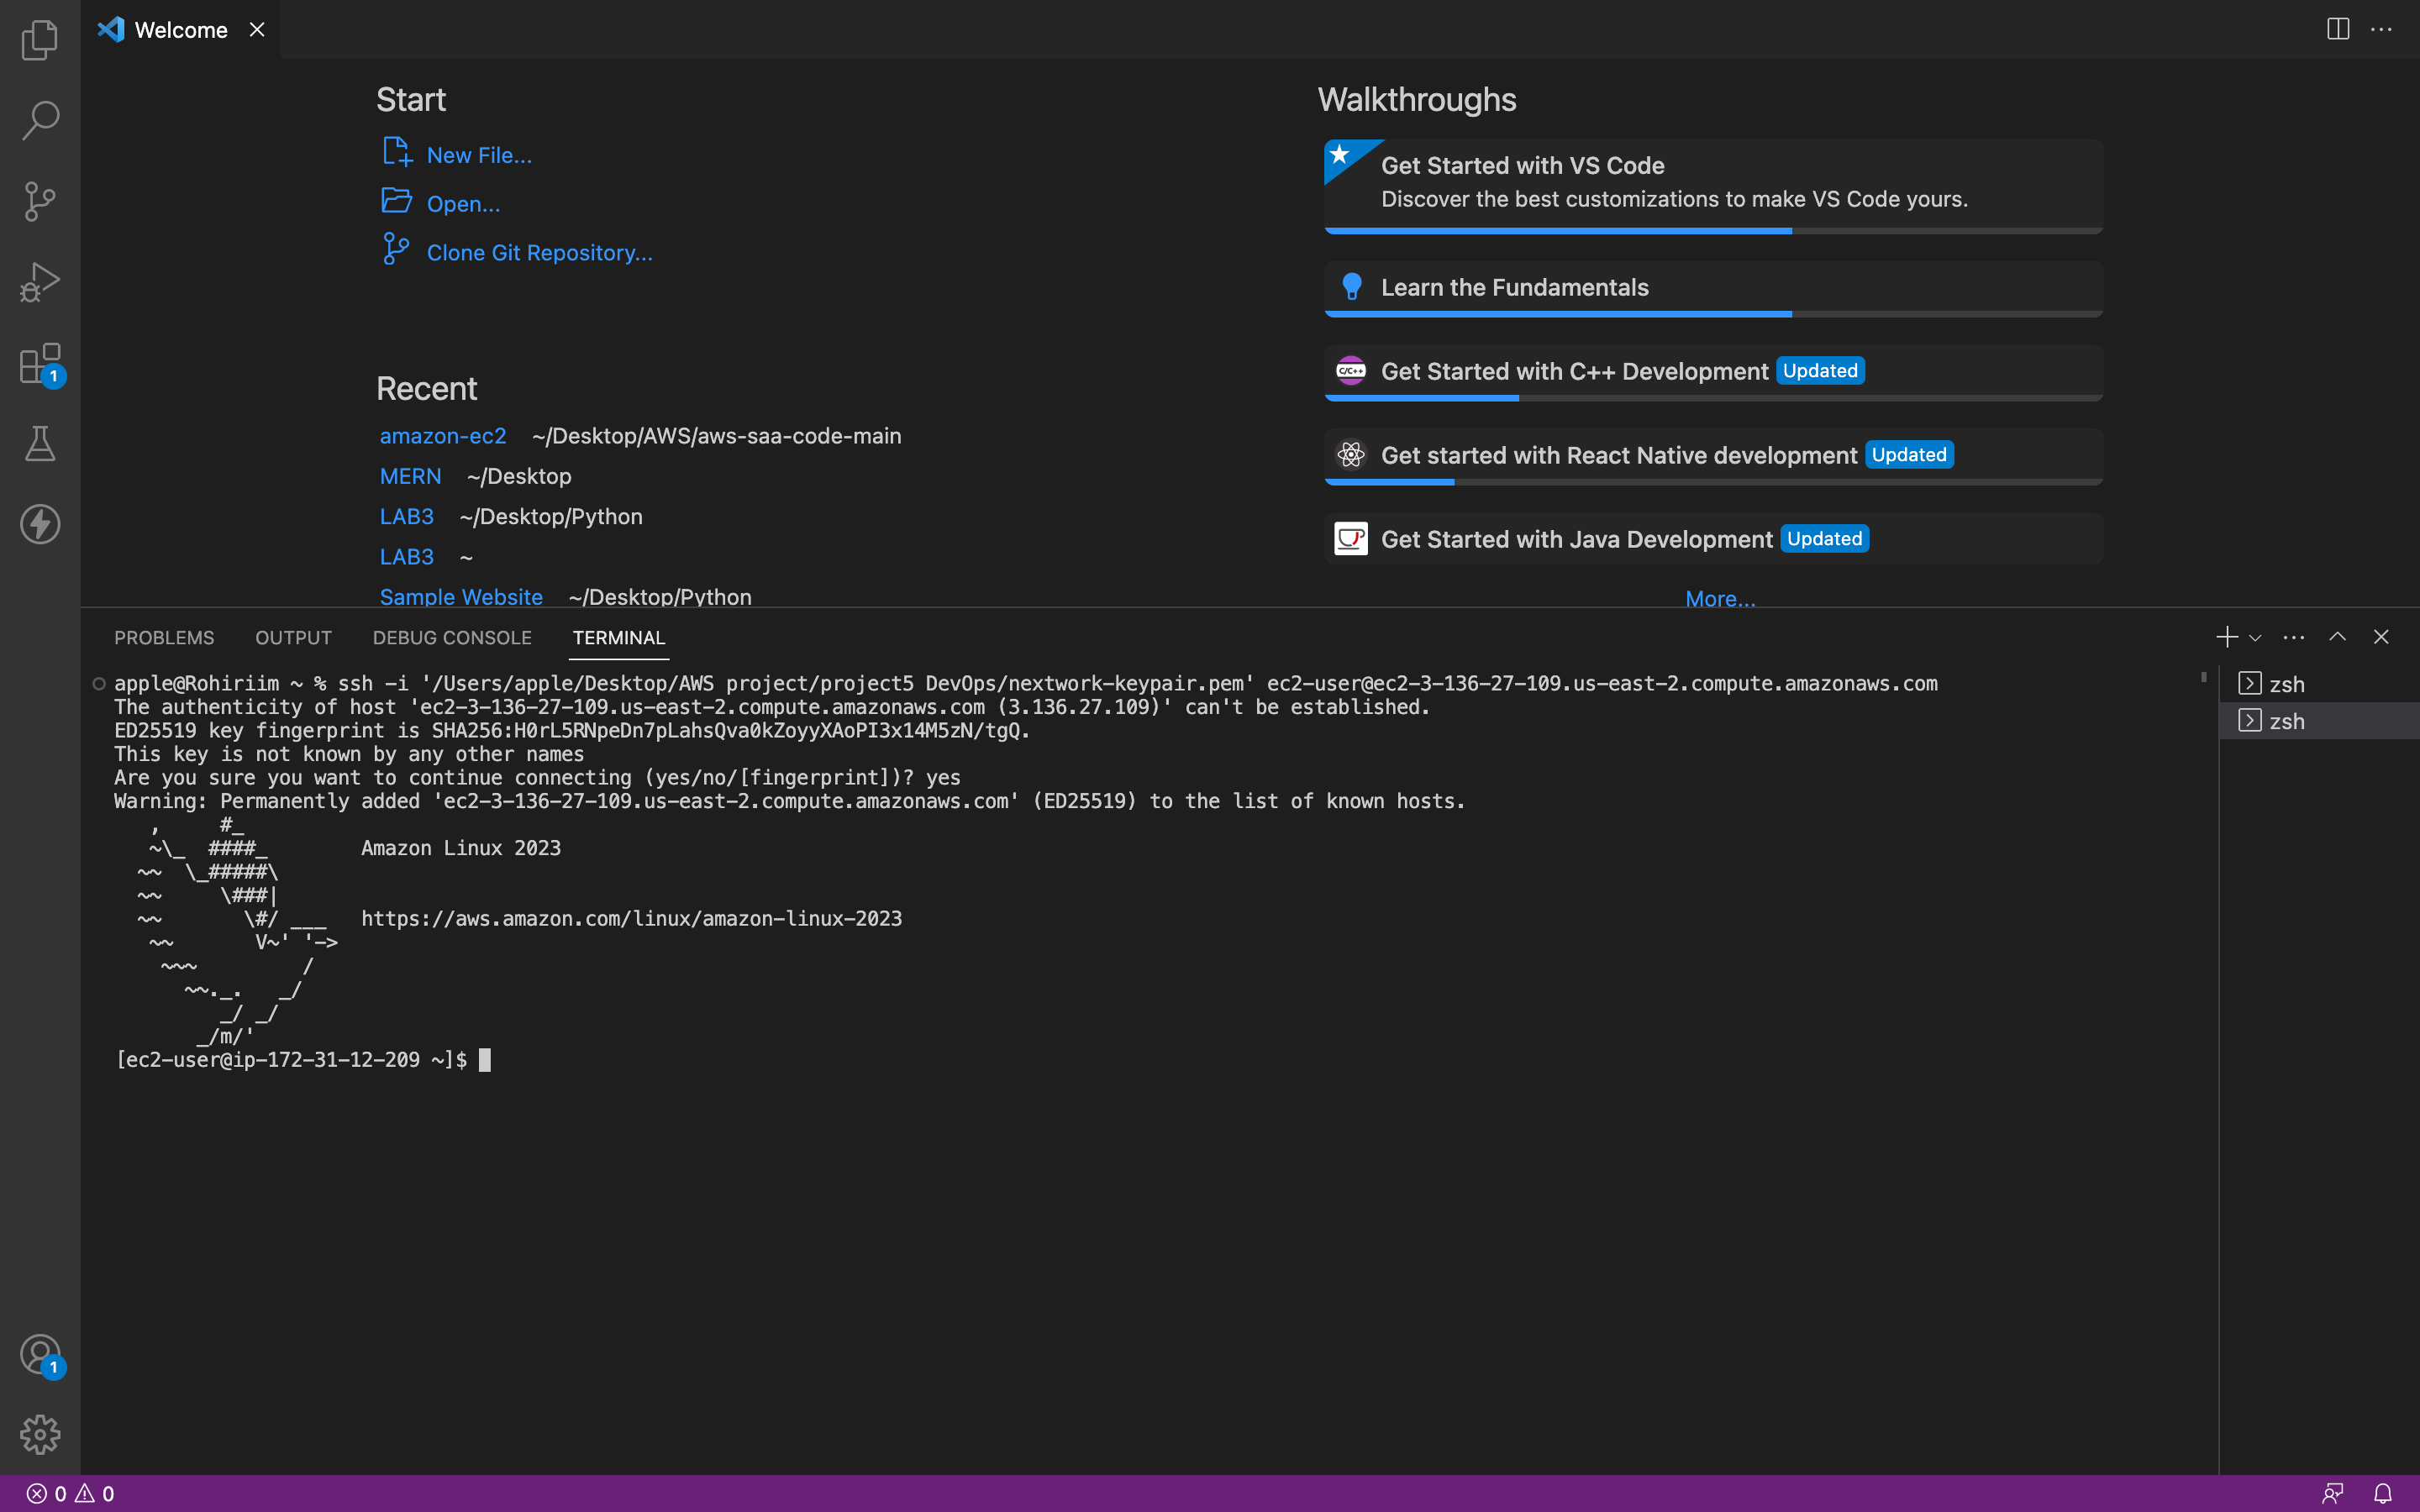 Welcome
Start
New File...
Open...
Clone Git Repository...
Recent
amazon-ec2 ~/Desktop/AWS/aws-saa-code-main
MERN ~/Desktop
LAB3 ~/Desktop/Python
LAB3 ~
Sample Website ~/Desktop/Python
Walkthroughs
Get Started with VS Code
Discover the best customizations to make VS Code yours.
Learn the Fundamentals
C/C++ Get Started with C++ Development Updated
Get started with React Native development Updated
Get Started with Java Development Updated
More...
1
PROBLEMS OUTPUT DEBUG CONSOLE TERMINAL
apple@Rohiriim ~ % ssh -i '/Users/apple/Desktop/AWS project/project5 DevOps/nextwork-keypair.pem' ec2-user@ec2-3-136-27-109.us-east-2.compute.amazonaws.com
The authenticity of host 'ec2-3-136-27-109.us-east-2.compute.amazonaws.com (3.136.27.109)' can't be established.
ED25519 key fingerprint is SHA256:H0rL5RNpeDn7pLahsQva0kZoyyXAoPI3x14M5zN/tgQ.
This key is not known by any other names
Are you sure you want to continue connecting (yes/no/[fingerprint])? yes
Warning: Permanently added 'ec2-3-136-27-109.us-east-2.compute.amazonaws.com' (ED25519) to the list of known hosts.
   ,     #_
   ~\_  ####_        Amazon Linux 2023
  ~~  \_#####\
  ~~     \###|
  ~~       \#/ ___   https://aws.amazon.com/linux/amazon-linux-2023
   ~~       V~' '->
    ~~~         /
      ~~._.   _/
         _/ _/
       _/m/'
[ec2-user@ip-172-31-12-209 ~]$
zsh
zsh
1
0 0